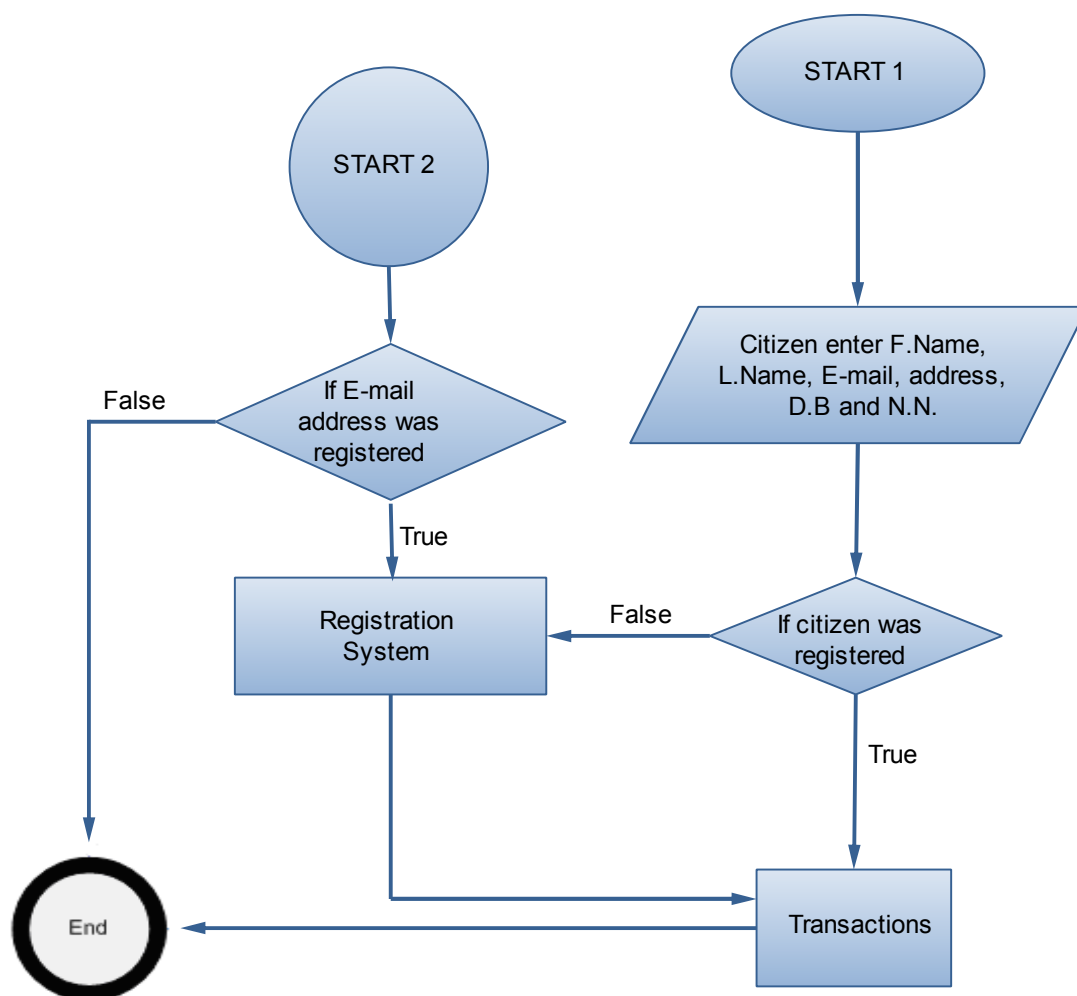 START 1
START 2
Citizen enter F.Name,
L.Name, E-mail, address,
D.B and N.N.
False
If E-mail
address was
registered
True
Registration
System
False
If citizen was
registered
True
Transactions
End